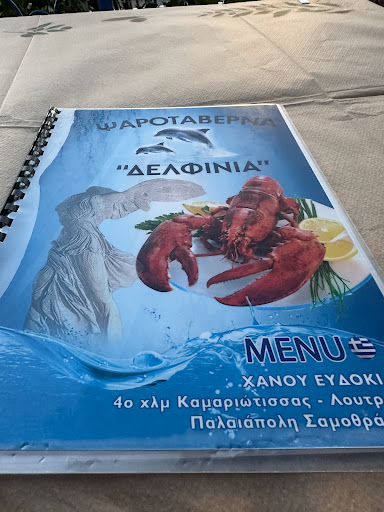 ΨΑΡΟΤΑΒΕΡΝΑ
"ΔΕΛΦΙΝΙΑ"
MENU
ΧΑΝΟΥ ΕΥΔΟΚΙ
4ο χλμ Καμαριώτισσας - Λουτρ
Παλαιάπολη Σαμοθρά